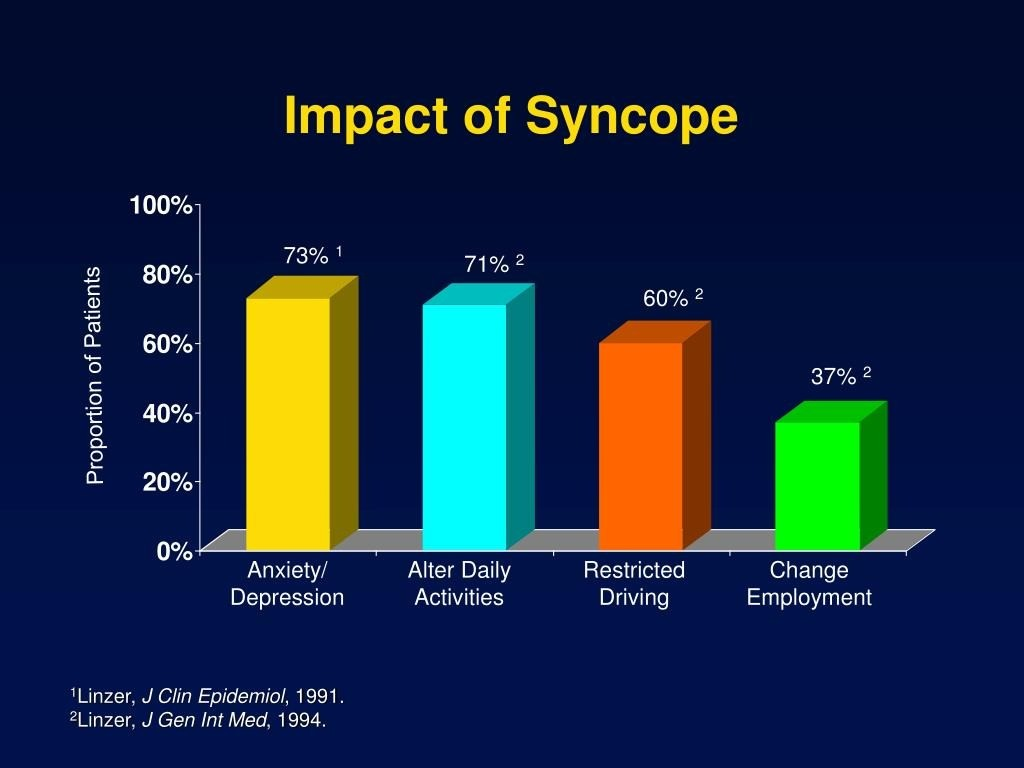 Impact of Syncope
Proportion of Patients
100%
80%
60%
40%
20%
0%
73% ¹
71% ²
60% ²
37% ²
Anxiety/
Depression
Alter Daily
Activities
Restricted
Driving
Change
Employment
¹Linzer, J Clin Epidemiol, 1991.
²Linzer, J Gen Int Med, 1994.